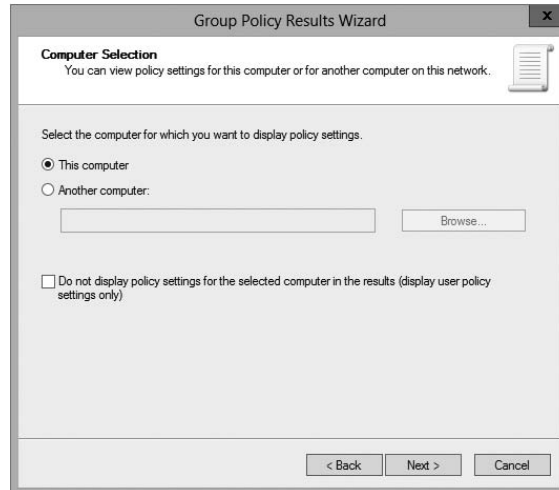 Group Policy Results Wizard
x
Computer Selection
You can view policy settings for this computer or for another computer on this network.
Select the computer for which you want to display policy settings.
This computer
Another computer:
Browse...
Do not display policy settings for the selected computer in the results (display user policy
settings only)
< Back
Next >
Cancel